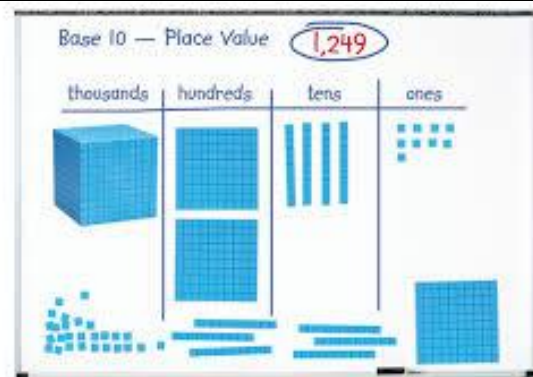 Base 10 — Place Value 1,249
thousands hundreds tens ones